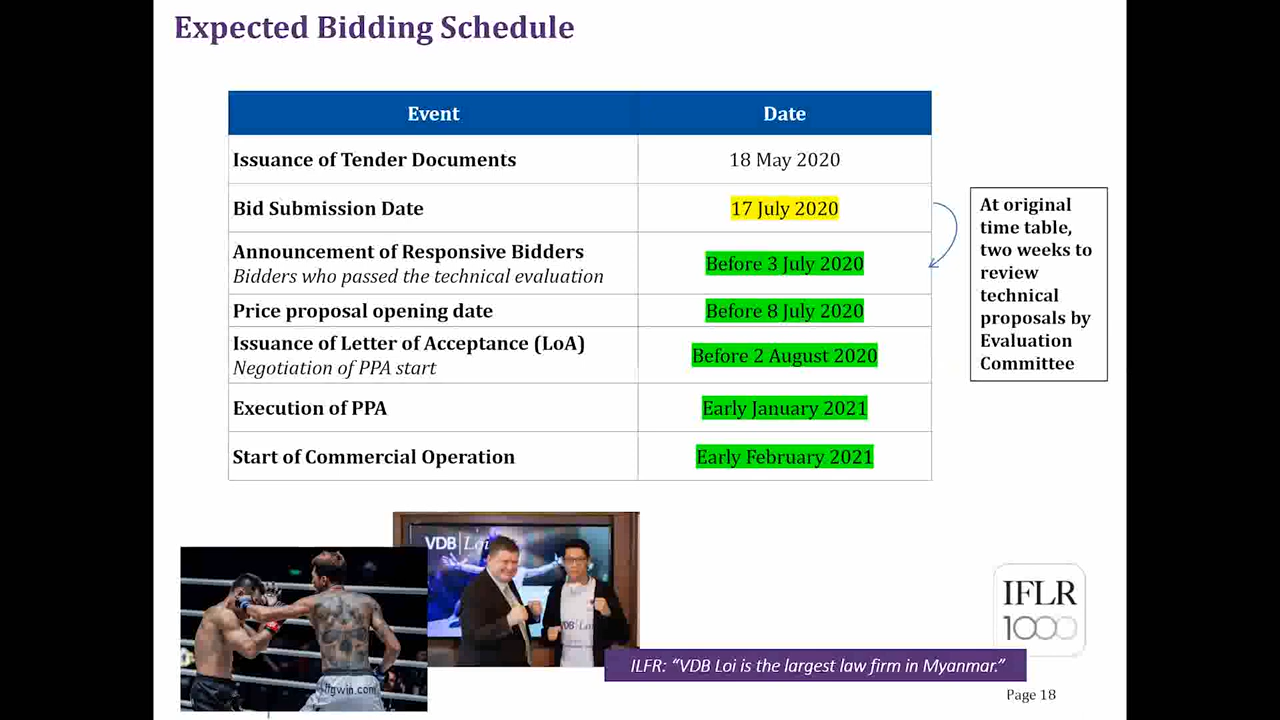 Expected Bidding Schedule
Event Date
Issuance of Tender Documents 18 May 2020
Bid Submission Date 17 July 2020
Announcement of Responsive Bidders
Bidders who passed the technical evaluation
Before 3 July 2020
Price proposal opening date Before 8 July 2020
Issuance of Letter of Acceptance (LoA)
Negotiation of PPA start
Before 2 August 2020
Execution of PPA Early January 2021
Start of Commercial Operation Early February 2021
At original
time table,
two weeks to
review
technical
proposals by
Evaluation
Committee
VDB Loi
VDB Loi
IFLR
1000
ILFR: “VDB Loi is the largest law firm in Myanmar.”
Page 18